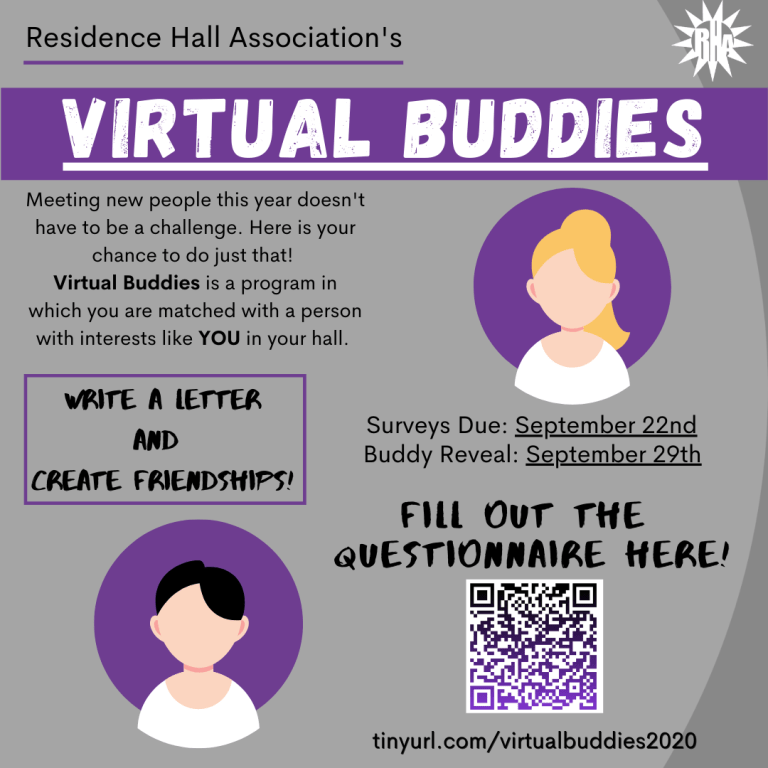 Residence Hall Association's
RHA
VIRTUAL BUDDIES
Meeting new people this year doesn't
have to be a challenge. Here is your
chance to do just that!
Virtual Buddies is a program in
which you are matched with a person
with interests like YOU in your hall.
WRITE A LETTER
AND
CREATE FRIENDSHIPS!
Surveys Due: September 22nd
Buddy Reveal: September 29th
FILL OUT THE
QUESTIONNAIRE HERE!
tinyurl.com/virtualbuddies2020